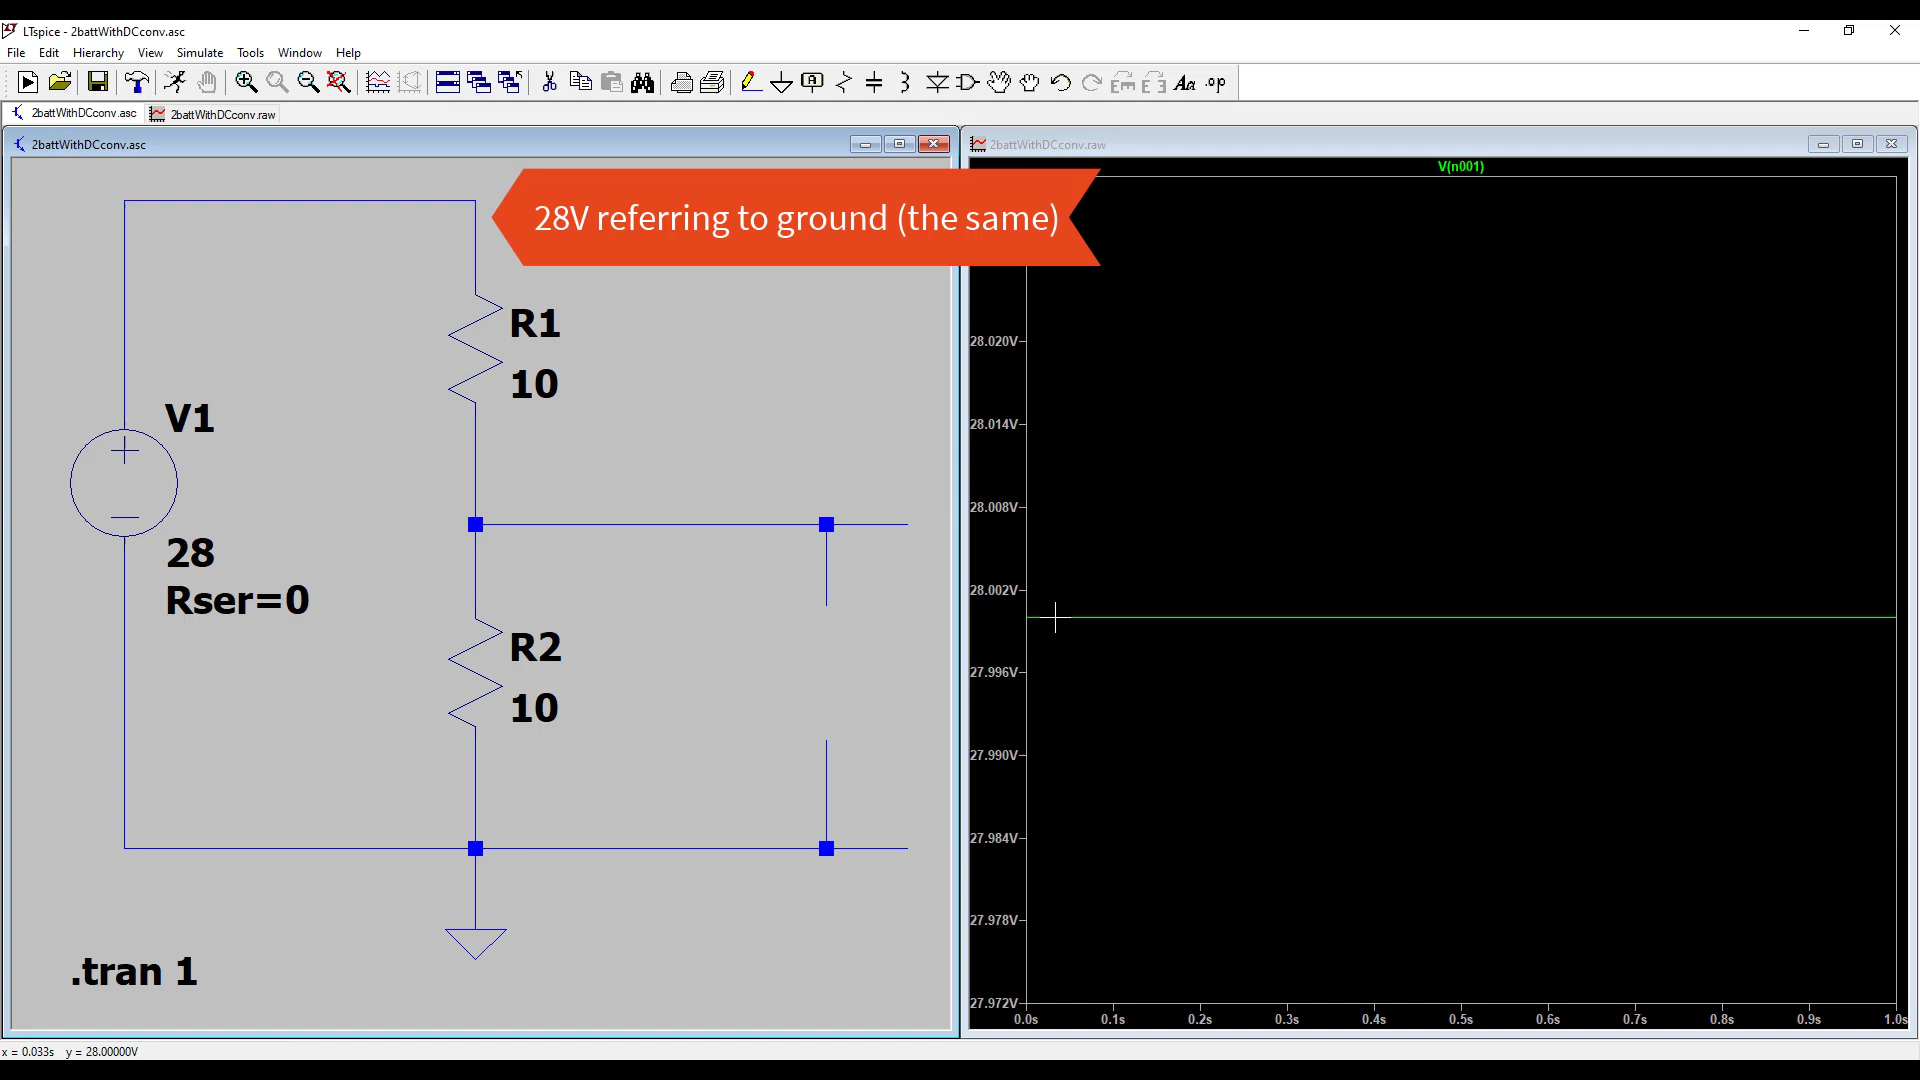 LTspice - 2battWithDCconv.asc
File Edit Hierarchy View Simulate Tools Window Help
2battWithDCconv.asc 2battWithDCconv.raw
2battWithDCconv.asc
2battWithDCconv.raw
V(n001)
28V referring to ground (the same)
R1
10
V1
28
Rser=0
R2
10
.tran 1
28.020V
28.014V
28.008V
28.002V
27.996V
27.990V
27.984V
27.978V
27.972V
0.0s 0.1s 0.2s 0.3s 0.4s 0.5s 0.6s 0.7s 0.8s 0.9s 1.0s
x = 0.033s y = 28.00000V